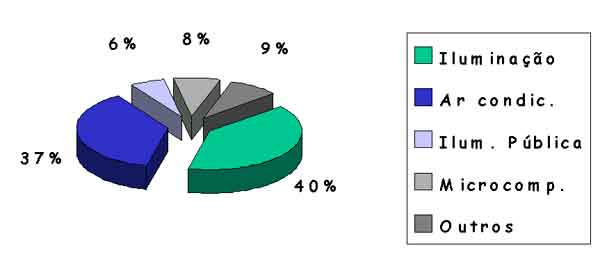 6%
8%
9%
37%
40%
Iluminação
Ar condic.
Ilum. Pública
Microcomp.
Outros